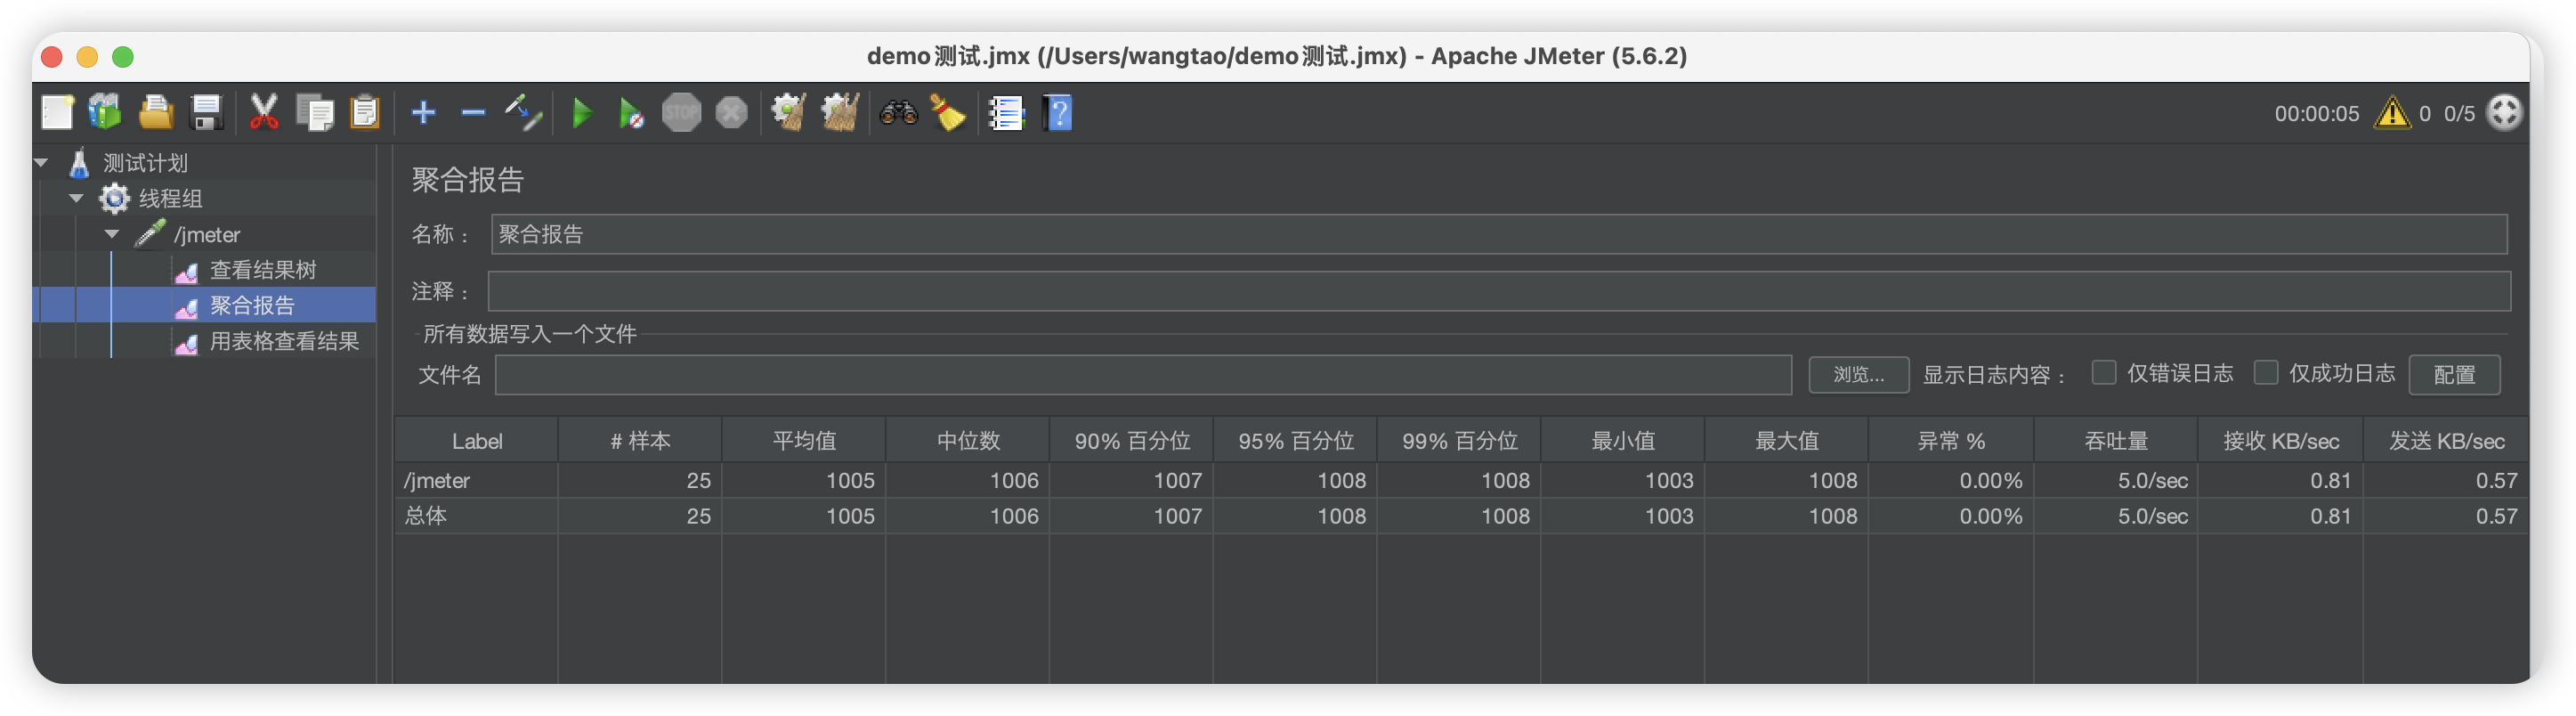 demo测试.jmx (/Users/wangtao/demo测试.jmx) - Apache JMeter (5.6.2)
STOP
?
00:00:05 0 0/5
测试计划
线程组
/jmeter
查看结果树
聚合报告
用表格查看结果
聚合报告
名称： 聚合报告
注释：
所有数据写入一个文件
文件名 浏览... 显示日志内容： 仅错误日志 仅成功日志 配置
Label # 样本 平均值 中位数 90% 百分位 95% 百分位 99% 百分位 最小值 最大值 异常 % 吞吐量 接收 KB/sec 发送 KB/sec
/jmeter 25 1005 1006 1007 1008 1008 1003 1008 0.00% 5.0/sec 0.81 0.57
总体 25 1005 1006 1007 1008 1008 1003 1008 0.00% 5.0/sec 0.81 0.57